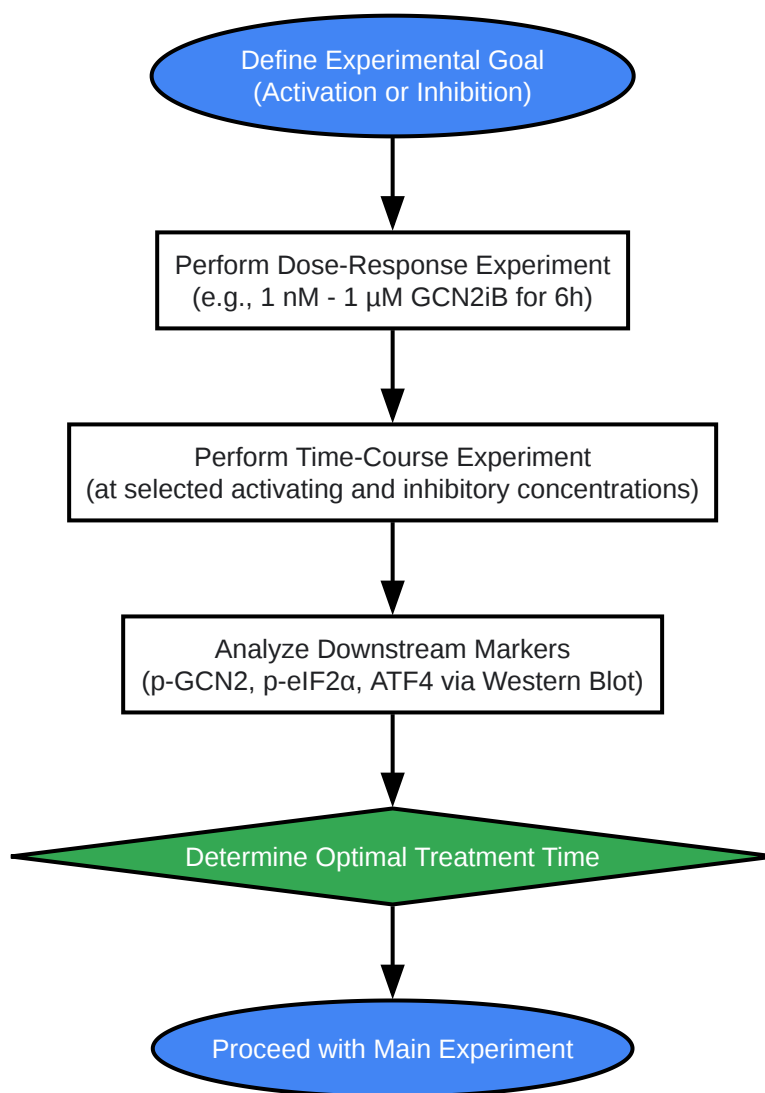 Define Experimental Goal
(Activation or Inhibition)
Perform Dose-Response Experiment
(e.g., 1 nM - 1 µM GCN2iB for 6h)
Perform Time-Course Experiment
(at selected activating and inhibitory concentrations)
Analyze Downstream Markers
(p-GCN2, p-eIF2α, ATF4 via Western Blot)
Determine Optimal Treatment Time
Proceed with Main Experiment